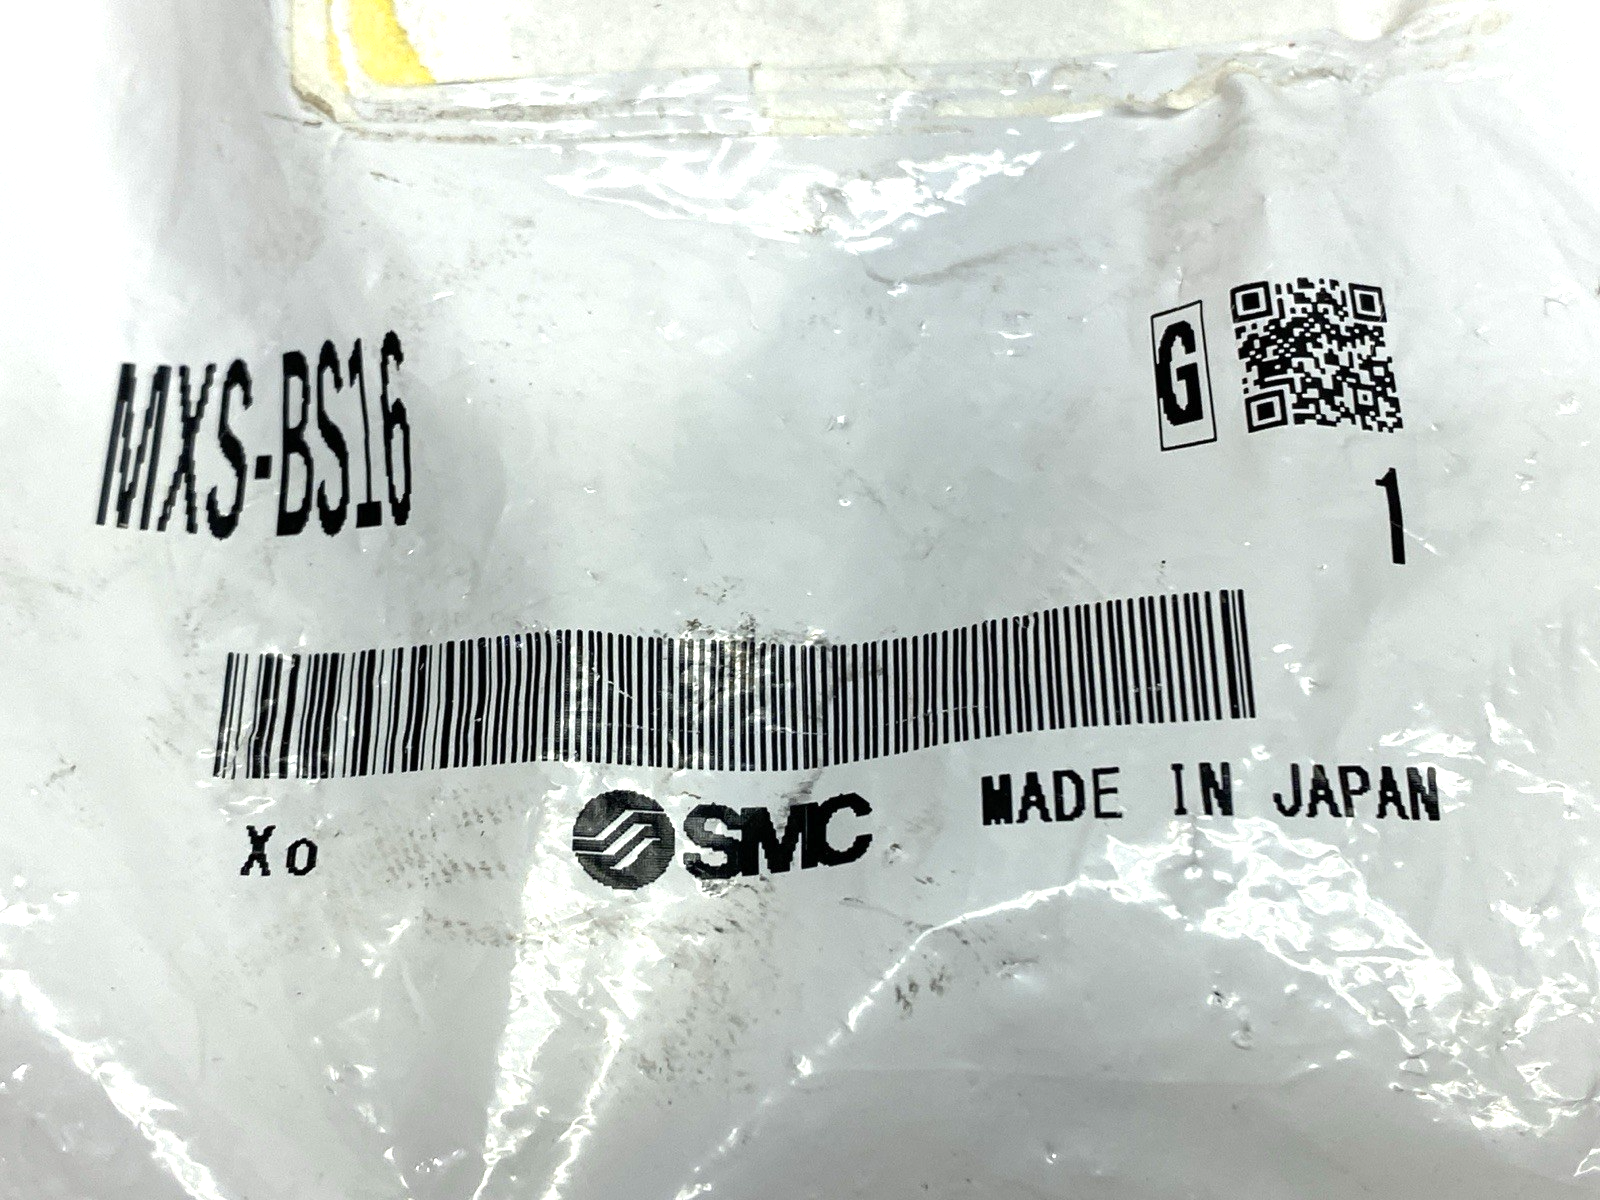 MXS-BS16
G
1
Xo
SMC
MADE IN JAPAN